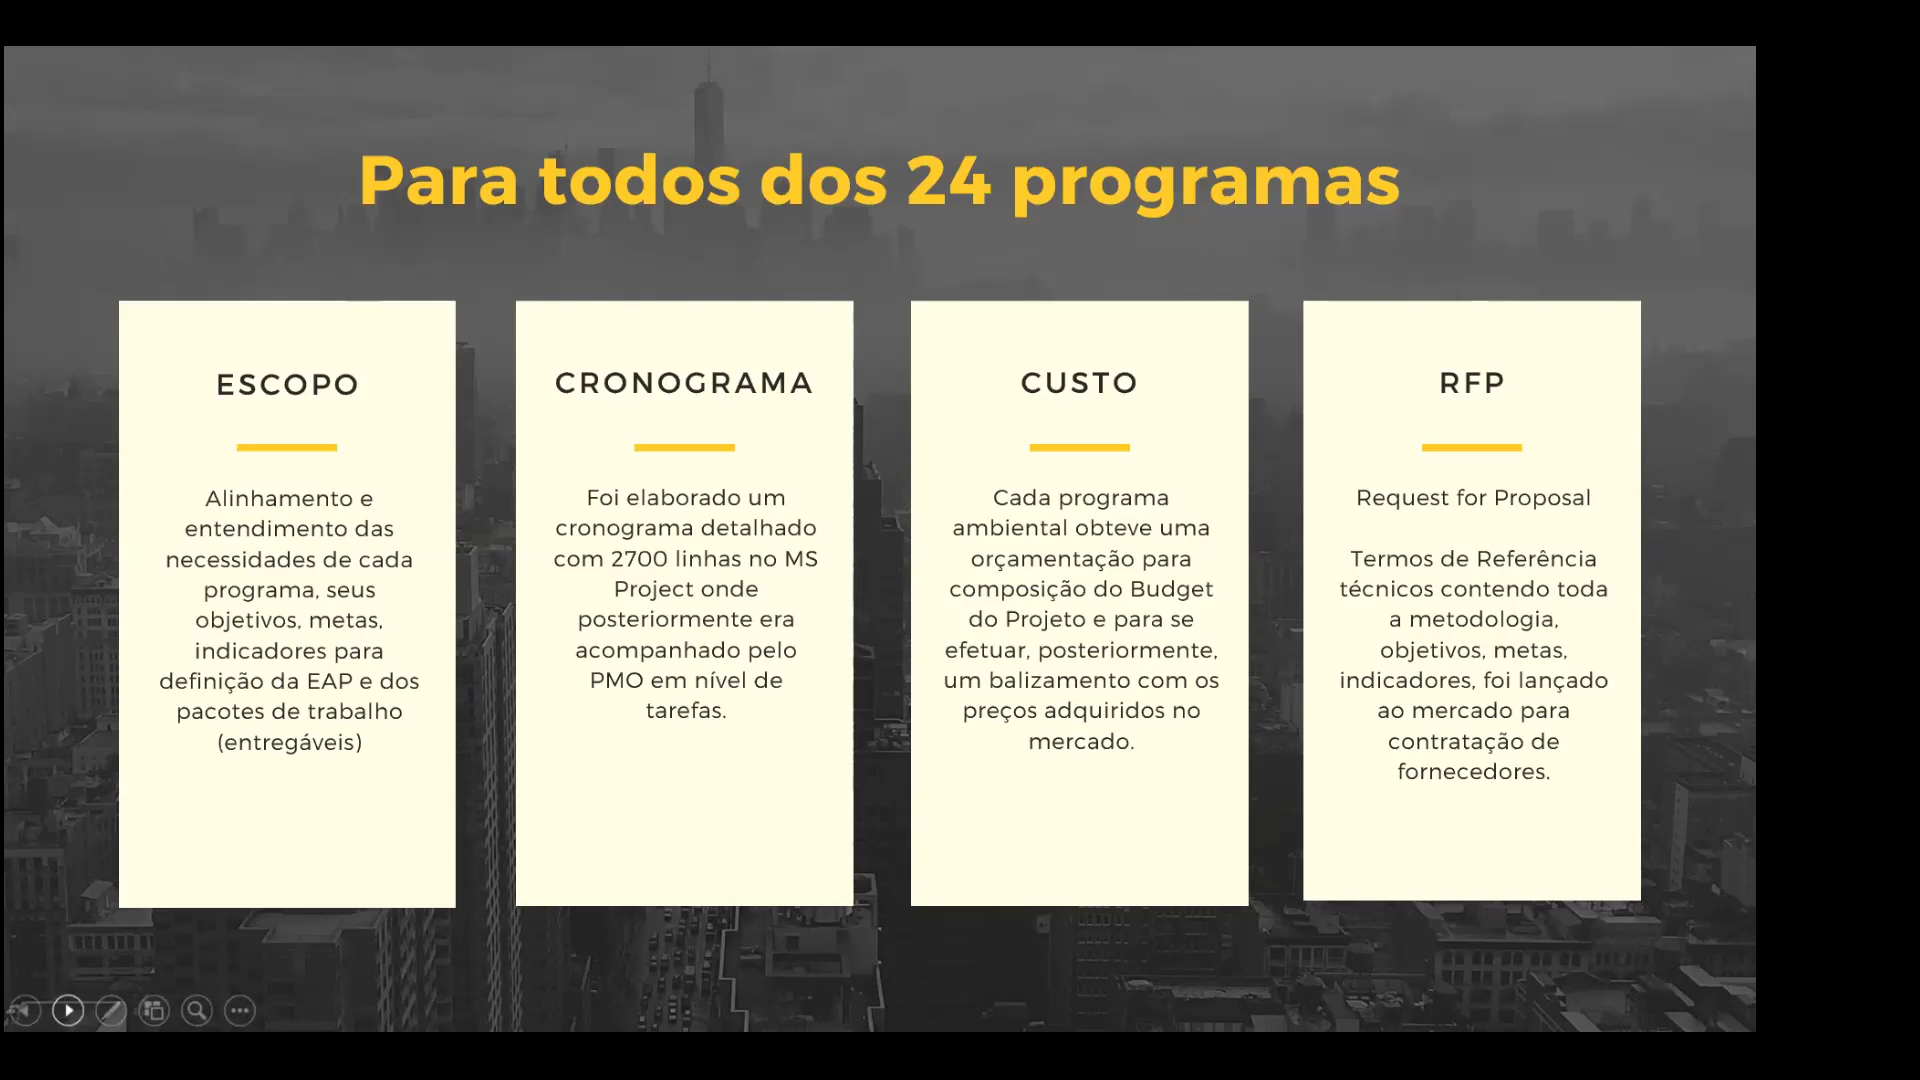 Para todos dos 24 programas
ESCOPO
Alinhamento e
entendimento das
necessidades de cada
programa, seus
objetivos, metas,
indicadores para
definição da EAP e dos
pacotes de trabalho
(entregáveis)
CRONOGRAMA
Foi elaborado um
cronograma detalhado
com 2700 linhas no MS
Project onde
posteriormente era
acompanhado pelo
PMO em nível de
tarefas.
CUSTO
Cada programa
ambiental obteve uma
orçamentação para
composição do Budget
do Projeto e para se
efetuar, posteriormente,
um balizamento com os
preços adquiridos no
mercado.
RFP
Request for Proposal
Termos de Referência
técnicos contendo toda
a metodologia,
objetivos, metas,
indicadores, foi lançado
ao mercado para
contratação de
fornecedores.